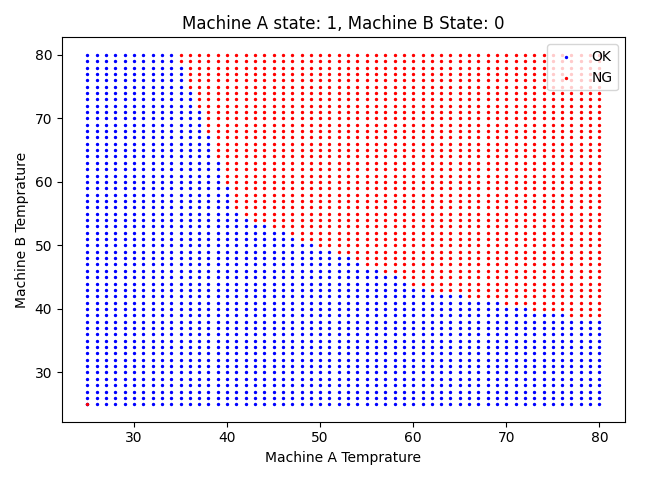 Machine A state: 1, Machine B State: 0
OK
NG
80
70
60
50
40
30
Machine B Temprature
30
40
50
60
70
80
Machine A Temprature